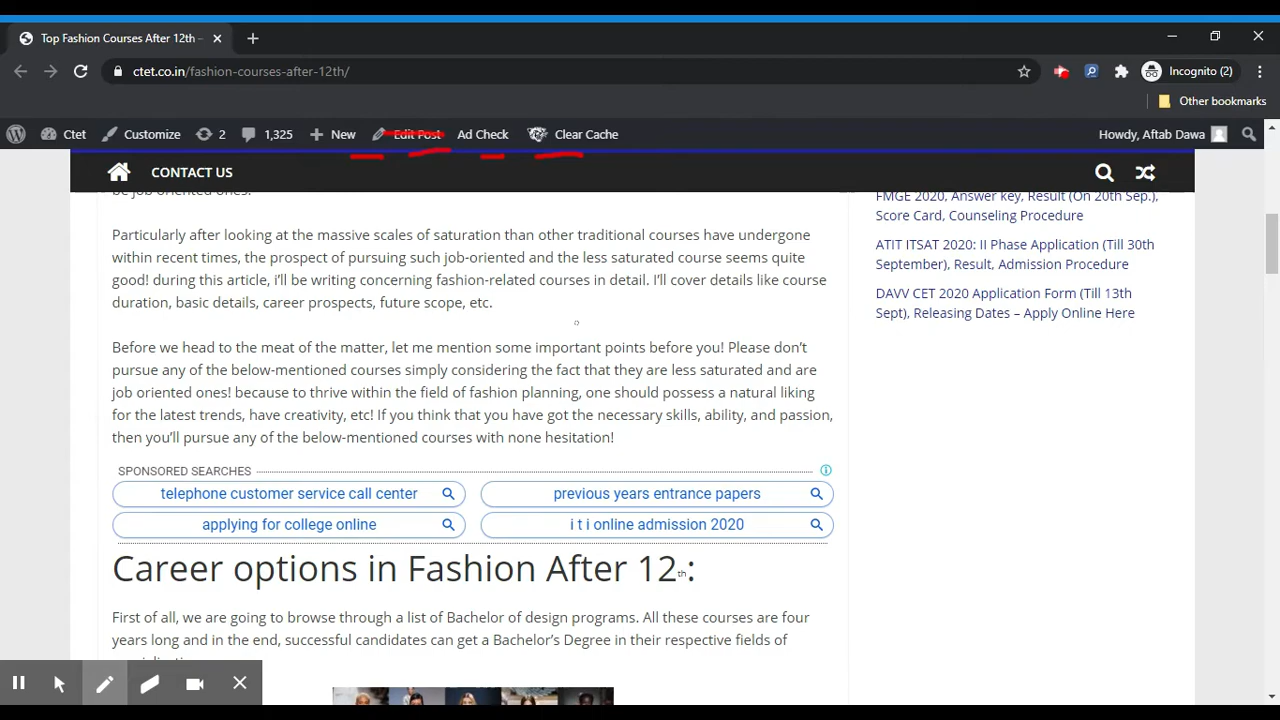 Top Fashion Courses After 12th –
ctet.co.in/fashion-courses-after-12th/
Incognito (2)
Other bookmarks
Ctet Customize 2 1,325 New Edit Post Ad Check Clear Cache Howdy, Aftab Dawa
CONTACT US
be job oriented ones.
Particularly after looking at the massive scales of saturation than other traditional courses have undergone
within recent times, the prospect of pursuing such job-oriented and the less saturated course seems quite
good! during this article, i’ll be writing concerning fashion-related courses in detail. I’ll cover details like course
duration, basic details, career prospects, future scope, etc.
Before we head to the meat of the matter, let me mention some important points before you! Please don’t
pursue any of the below-mentioned courses simply considering the fact that they are less saturated and are
job oriented ones! because to thrive within the field of fashion planning, one should possess a natural liking
for the latest trends, have creativity, etc! If you think that you have got the necessary skills, ability, and passion,
then you’ll pursue any of the below-mentioned courses with none hesitation!
SPONSORED SEARCHES
telephone customer service call center
previous years entrance papers
applying for college online
i t i online admission 2020
Career options in Fashion After 12th:
First of all, we are going to browse through a list of Bachelor of design programs. All these courses are four
years long and in the end, successful candidates can get a Bachelor’s Degree in their respective fields of
FMGE 2020, Answer key, Result (On 20th Sep.),
Score Card, Counseling Procedure
ATIT ITSAT 2020: II Phase Application (Till 30th
September), Result, Admission Procedure
DAVV CET 2020 Application Form (Till 13th
Sept), Releasing Dates – Apply Online Here